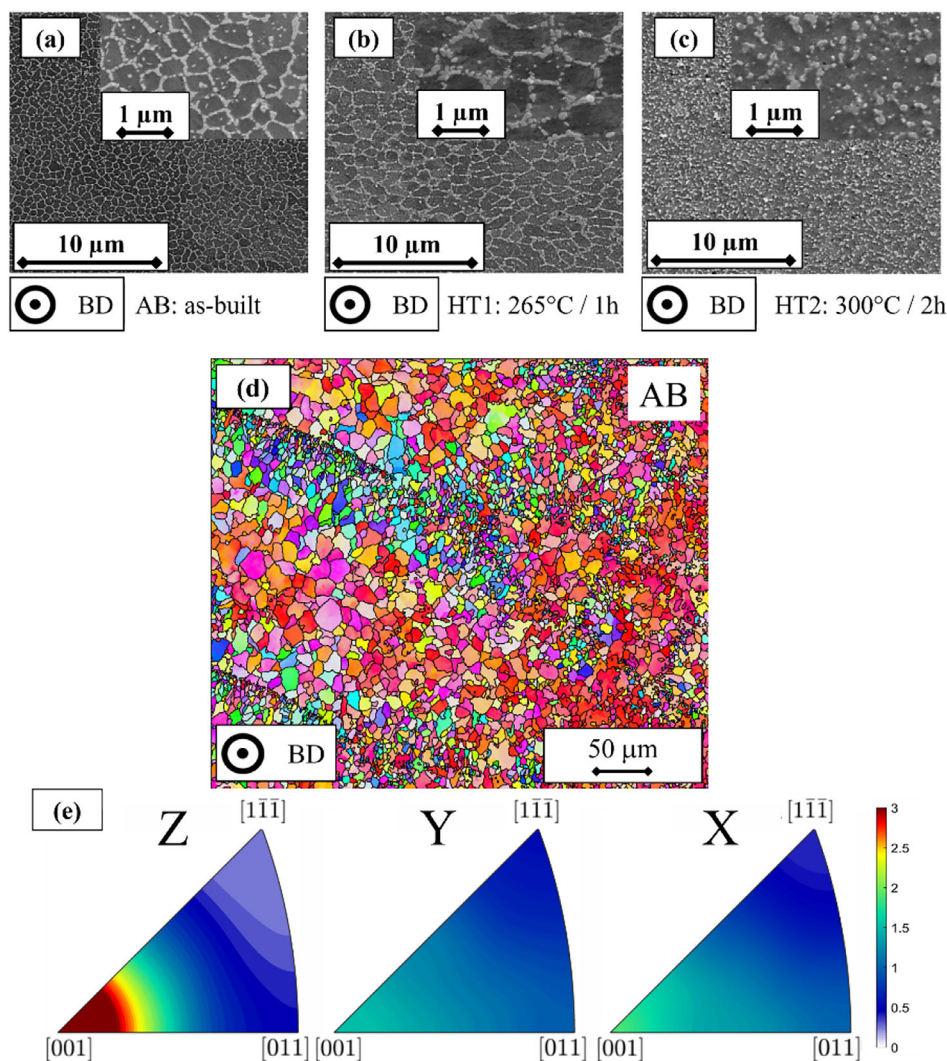 (a)
(b)
(c)
1 µm
1 µm
1 µm
10 µm
10 µm
10 µm
BD AB: as-built
BD HT1: 265°C / 1h
BD HT2: 300°C / 2h
(d)
AB
BD
50 µm
(e)
Z
[11̅1̅]
Y
[11̅1̅]
X
[11̅1̅]
3
2.5
2
1.5
1
0.5
0
[001]
[011]
[001]
[011]
[001]
[011]